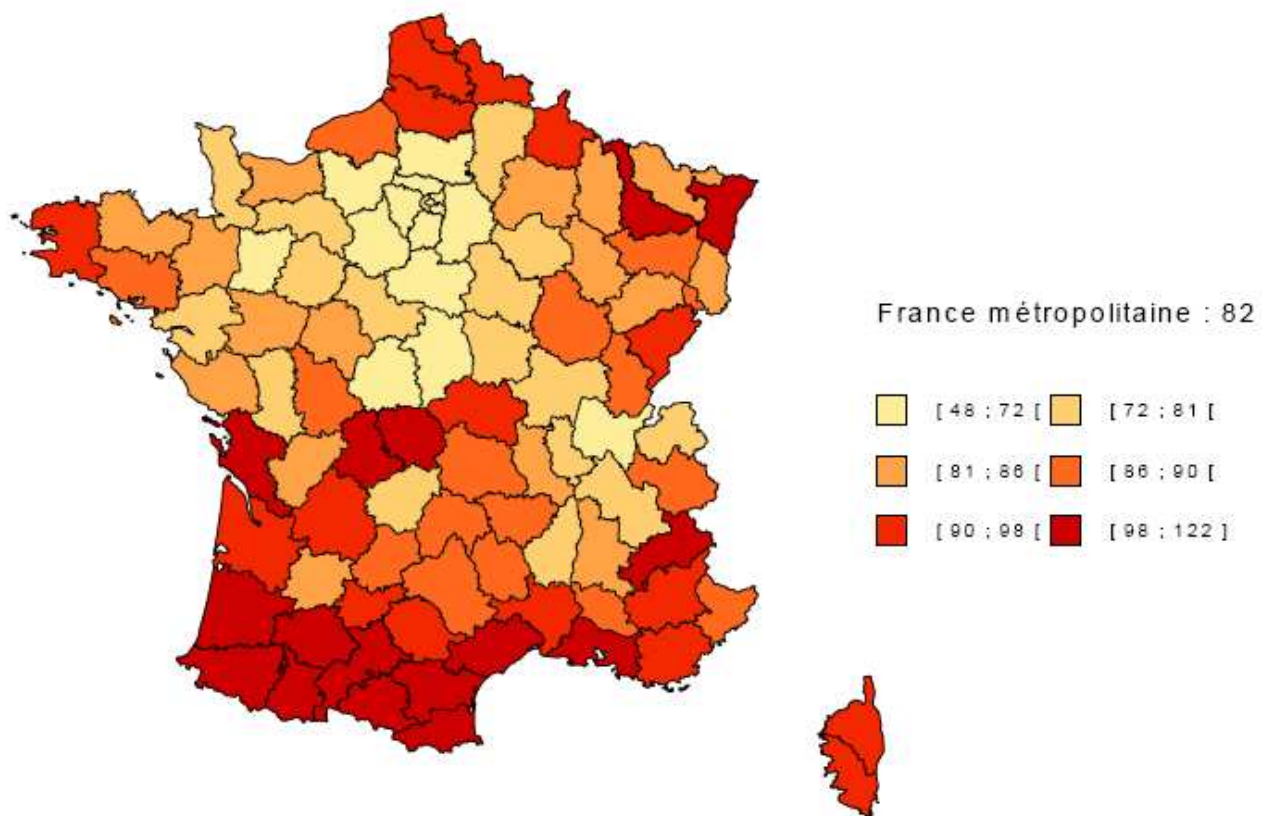 France métropolitaine : 82
[ 48 ; 72 [ [ 72 ; 81 [
[ 81 ; 86 [ [ 86 ; 90 [
[ 90 ; 98 [ [ 98 ; 122 ]